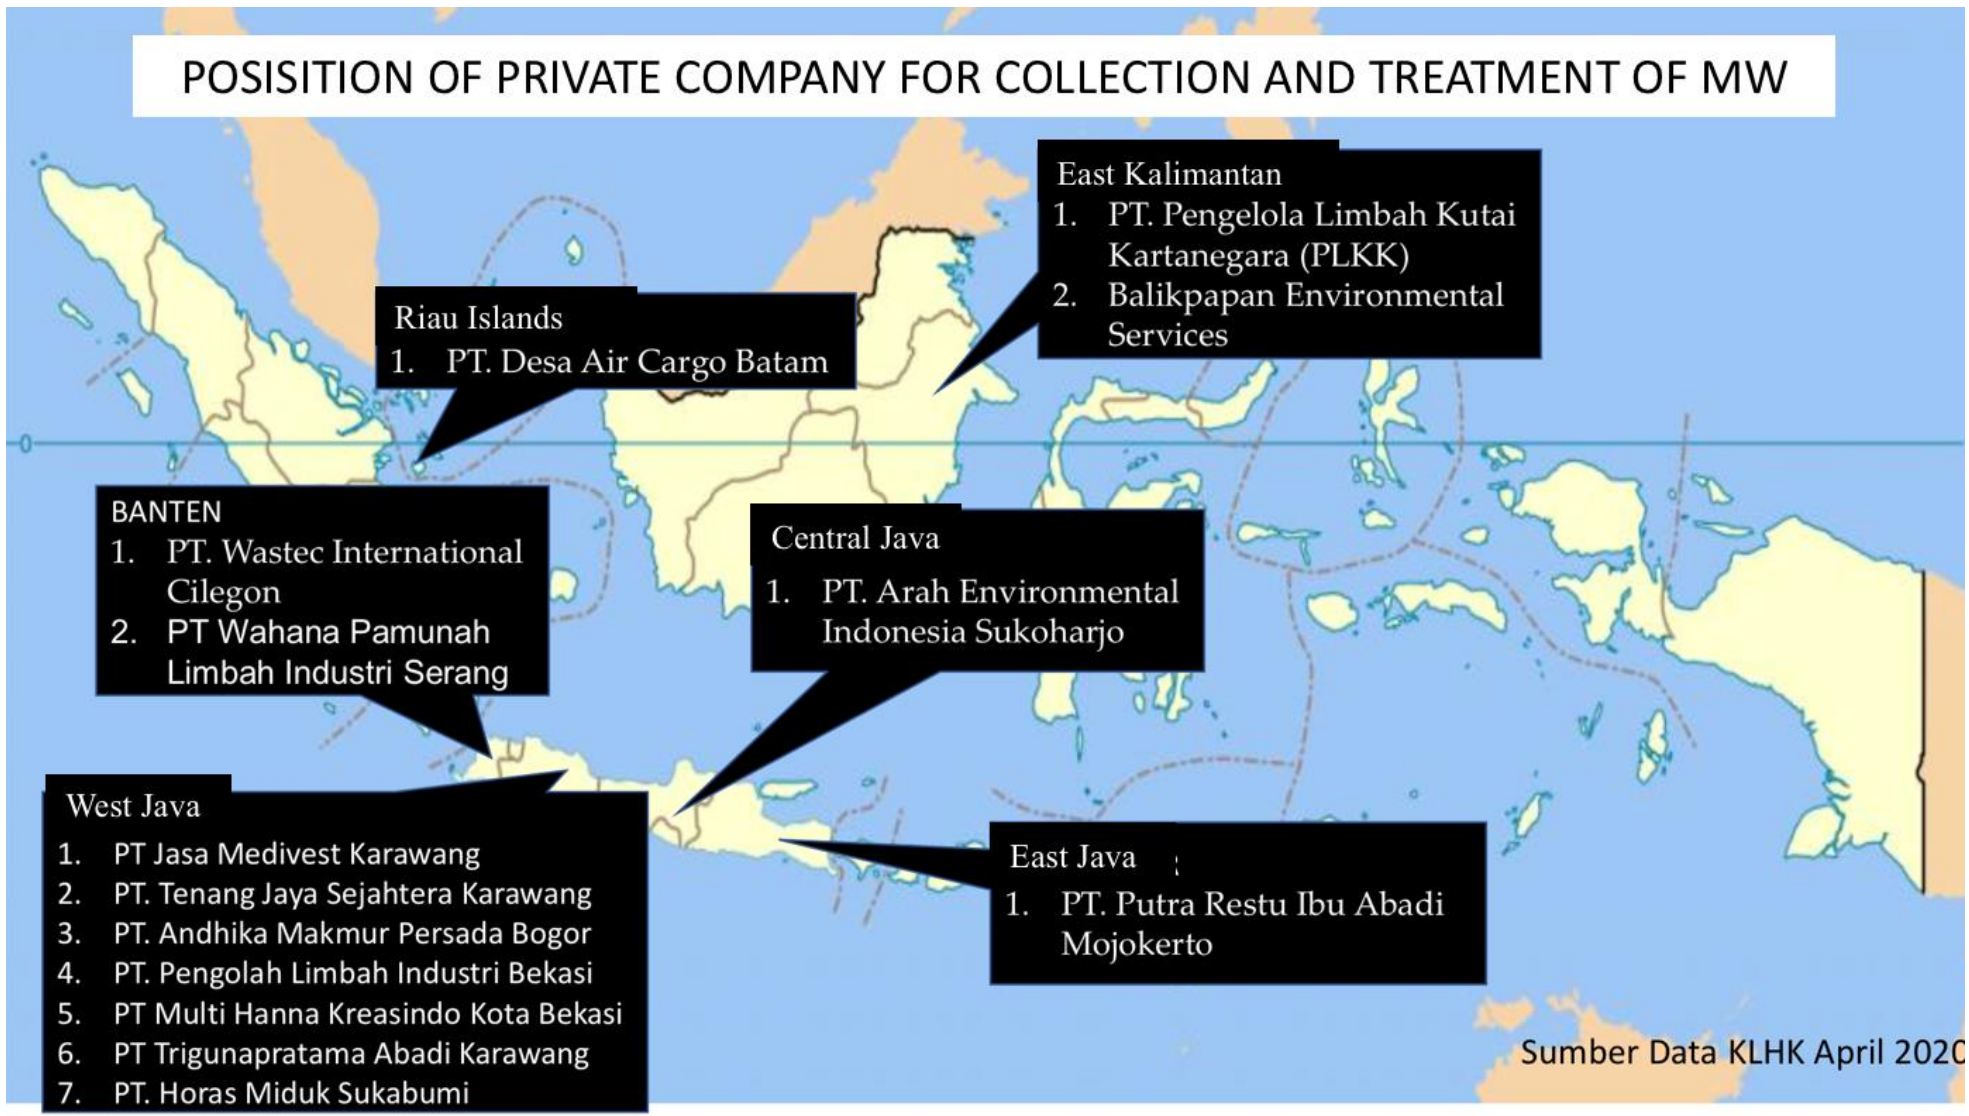 POSISITION OF PRIVATE COMPANY FOR COLLECTION AND TREATMENT OF MW
East Kalimantan
1. PT. Pengelola Limbah Kutai
Kartanegara (PLKK)
2. Balikpapan Environmental
Services
Riau Islands
1. PT. Desa Air Cargo Batam
0
BANTEN
1. PT. Wastec International
Cilegon
2. PT Wahana Pamunah
Limbah Industri Serang
Central Java
1. PT. Arah Environmental
Indonesia Sukoharjo
West Java
1. PT Jasa Medivest Karawang
2. PT. Tenang Jaya Sejahtera Karawang
3. PT. Andhika Makmur Persada Bogor
4. PT. Pengolah Limbah Industri Bekasi
5. PT Multi Hanna Kreasindo Kota Bekasi
6. PT Trigunapratama Abadi Karawang
7. PT. Horas Miduk Sukabumi
East Java :
1. PT. Putra Restu Ibu Abadi
Mojokerto
Sumber Data KLHK April 2020